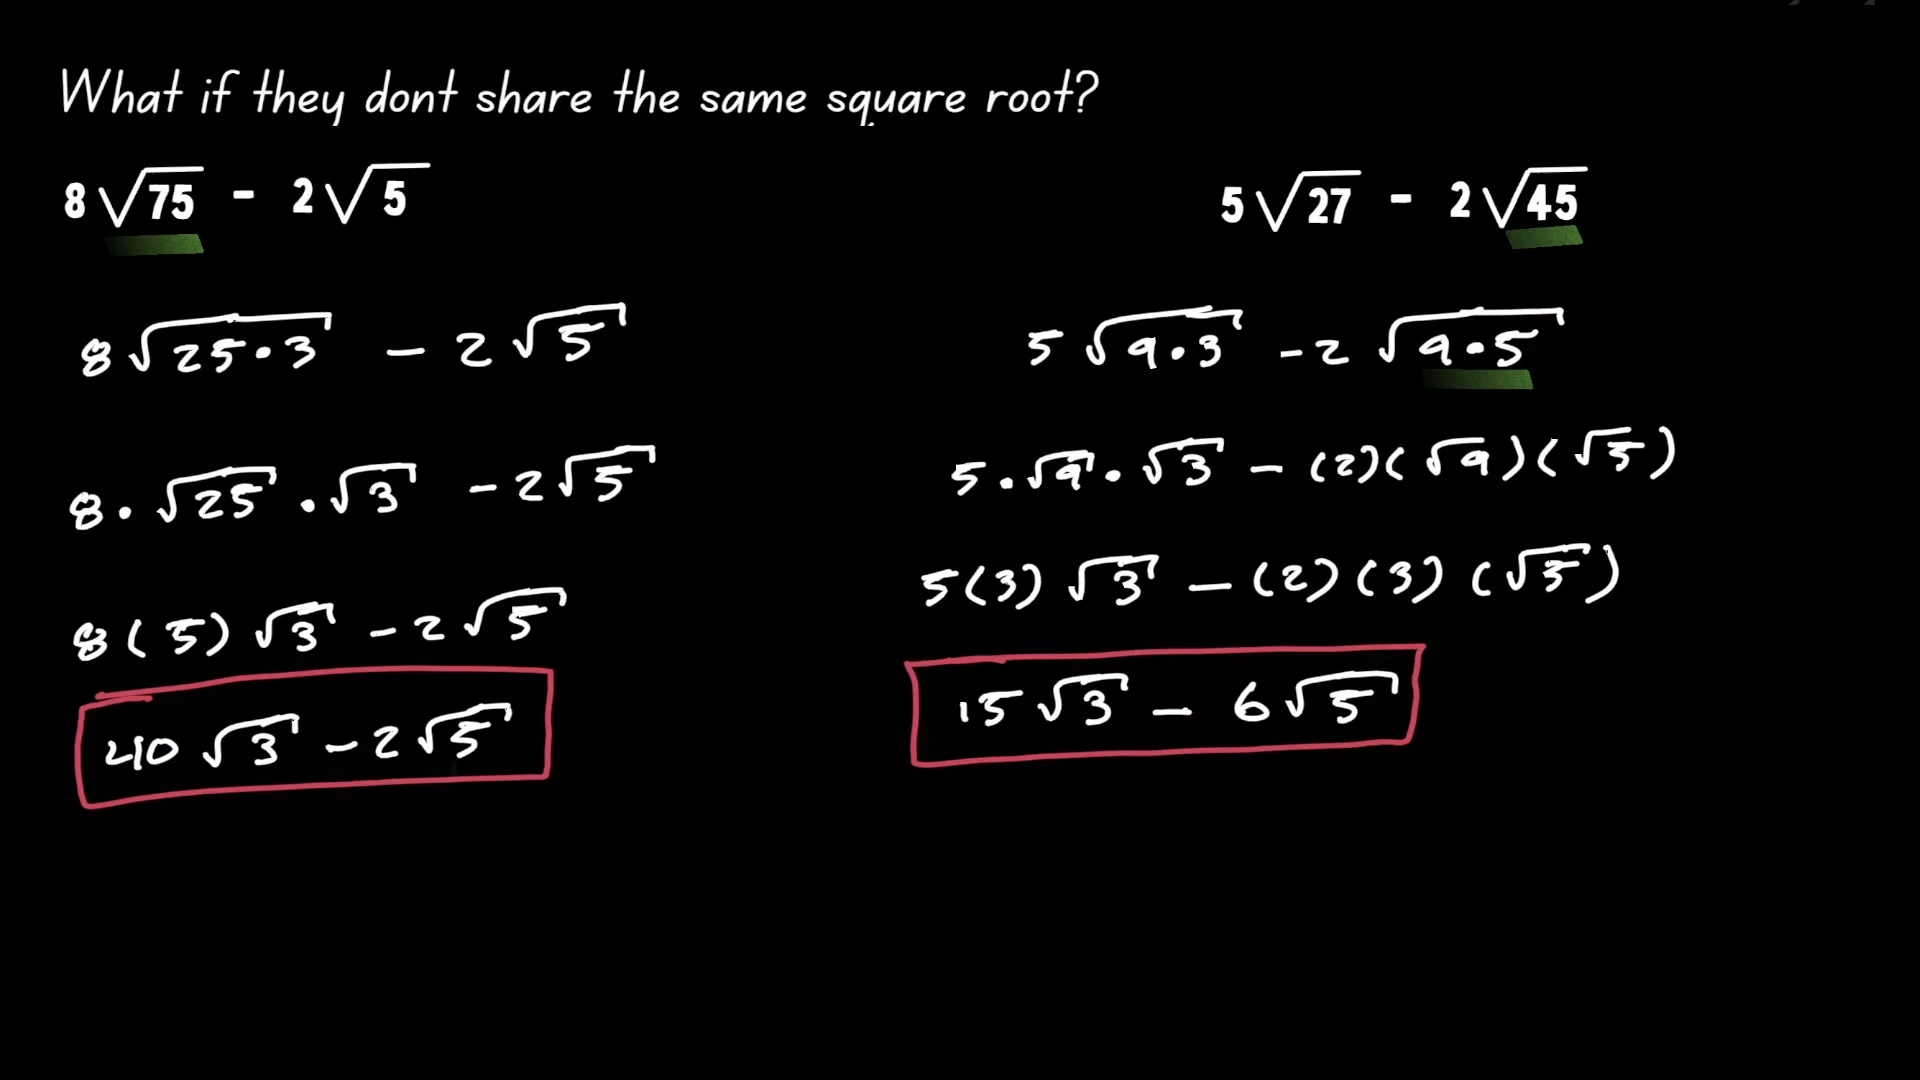 What if they dont share the same square root?
8√75 - 2√5
8√25·3 - 2√5
8·√25·√3 - 2√5
8(5)√3 - 2√5
40√3 - 2√5
5√27 - 2√45
5√9·3 - 2√9·5
5·√9·√3 - (2)(√9)(√5)
5(3)√3 - (2)(3)(√5)
15√3 - 6√5